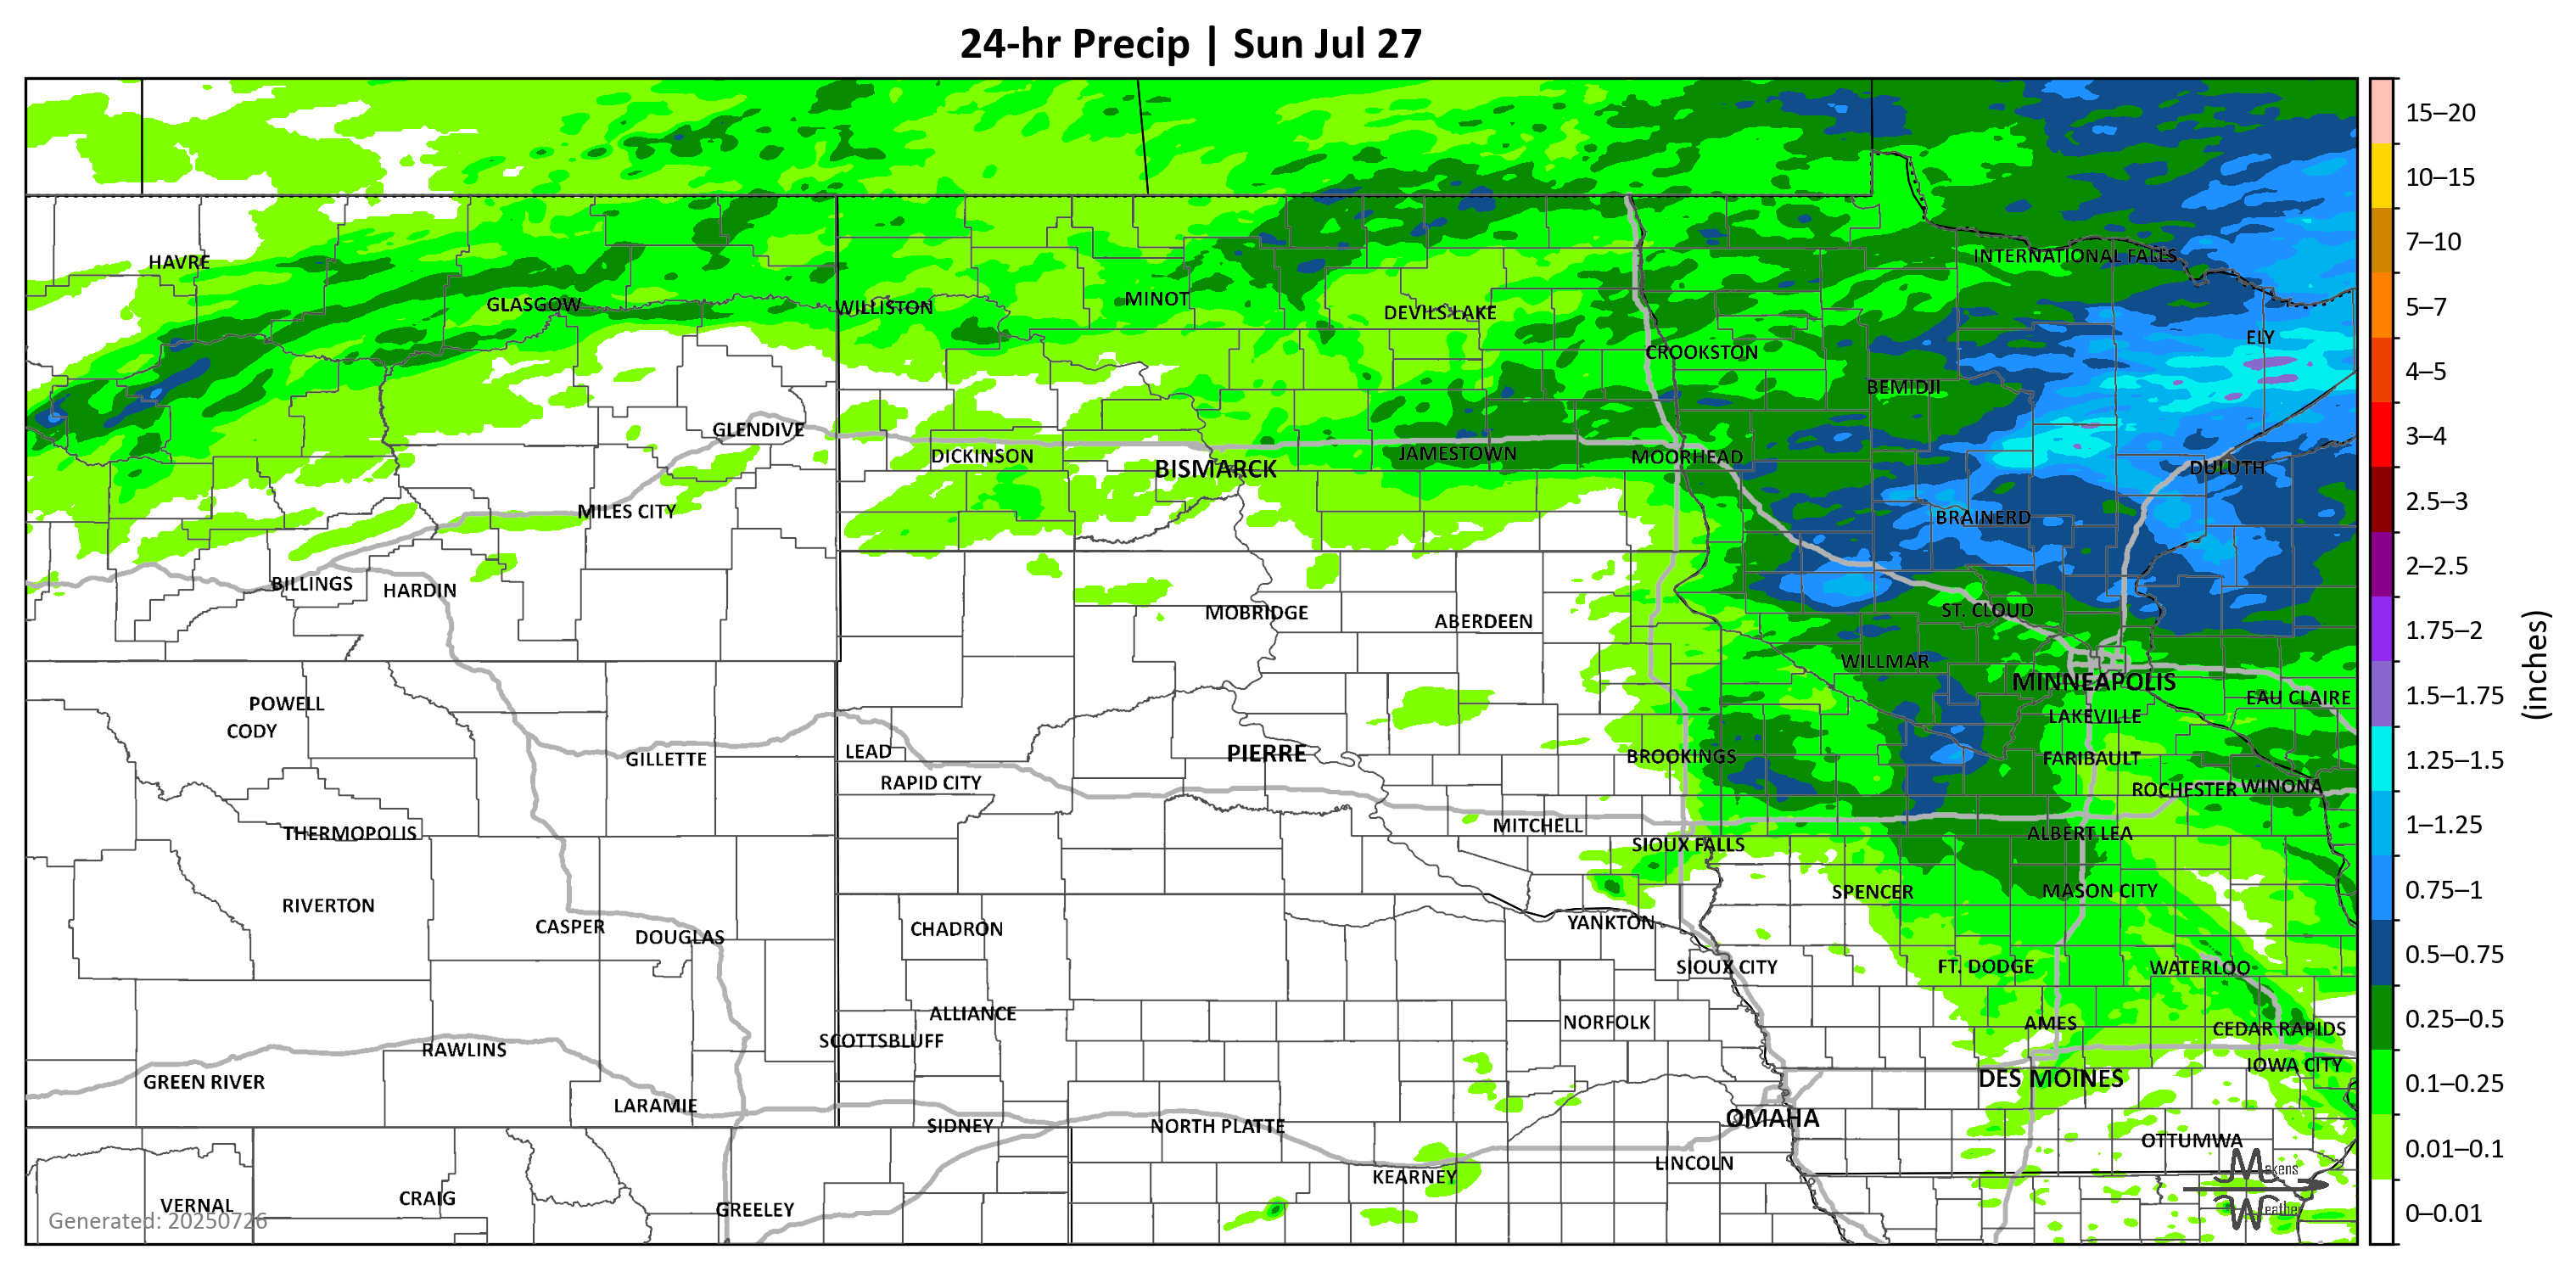 24-hr Precip | Sun Jul 27
15–20
10–15
7–10
5–7
4–5
3–4
2.5–3
2–2.5
1.75–2
1.5–1.75
1.25–1.5
1–1.25
0.75–1
0.5–0.75
0.25–0.5
0.1–0.25
0.01–0.1
0–0.01
(inches)
HAVRE
GLASGOW
WILLISTON
MINOT
DEVILS LAKE
INTERNATIONAL FALLS
ELY
CROOKSTON
BEMIDJI
GLENDIVE
DICKINSON
BISMARCK
JAMESTOWN
MOORHEAD
DULUTH
MILES CITY
BRAINERD
BILLINGS
HARDIN
MOBRIDGE
ABERDEEN
ST. CLOUD
WILLMAR
MINNEAPOLIS
EAU CLAIRE
POWELL
CODY
LAKEVILLE
GILLETTE
LEAD
PIERRE
BROOKINGS
FARIBAULT
RAPID CITY
ROCHESTER
WINONA
THERMOPOLIS
MITCHELL
ALBERT LEA
SIOUX FALLS
RIVERTON
SPENCER
MASON CITY
CASPER
DOUGLAS
CHADRON
YANKTON
SIOUX CITY
FT. DODGE
WATERLOO
ALLIANCE
SCOTTSBLUFF
NORFOLK
AMES
CEDAR RAPIDS
RAWLINS
IOWA CITY
GREEN RIVER
DES MOINES
LARAMIE
SIDNEY
NORTH PLATTE
OMAHA
OTTUMWA
LINCOLN
KEARNEY
VERNAL
CRAIG
GREELEY
Generated: 20250726
Makens
Weather